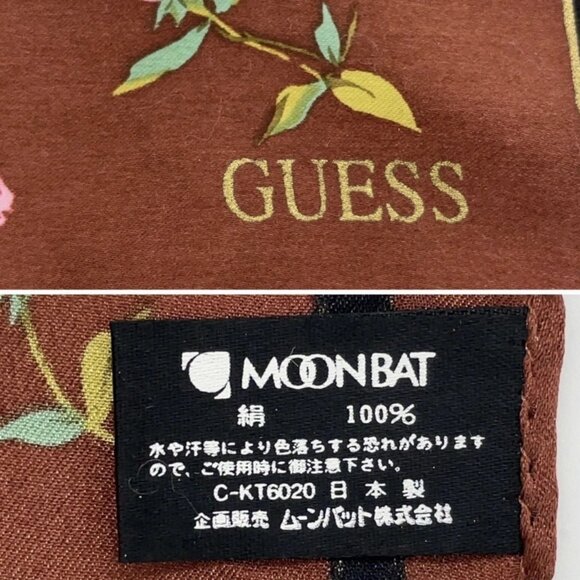 GUESS
MOONBAT
絹 100%
水や汗等により色落ちする恐れがあります
ので、ご使用時に御注意下さい。
C-KT6020 日本製
企画販売 ムーンバット株式会社